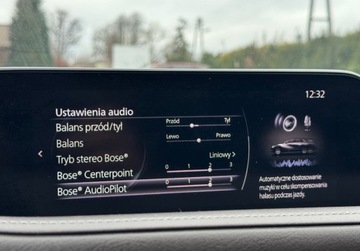 12:32
Ustawienia audio
Balans przód/tył Przód Tył
Balans Lewo Prawo
Tryb stereo Bose® Liniowy
Bose® Centerpoint 0 1 2 3
Bose® AudioPilot 0 1 2 3
Automatyczne dostosowanie
muzyki w celu skompensowania
hałasu podczas jazdy.